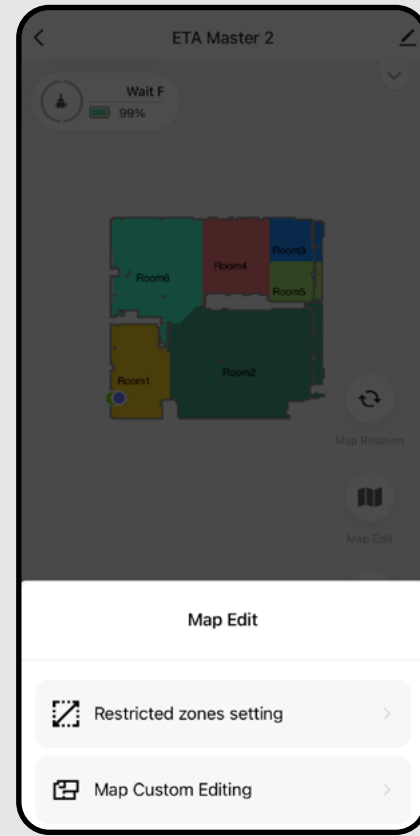 ETA Master 2
Wait F
99%
Room6
Room4
Room3
Room5
Room1
Room2
Map Rotation
Map Edit
Map Edit
Restricted zones setting
Map Custom Editing